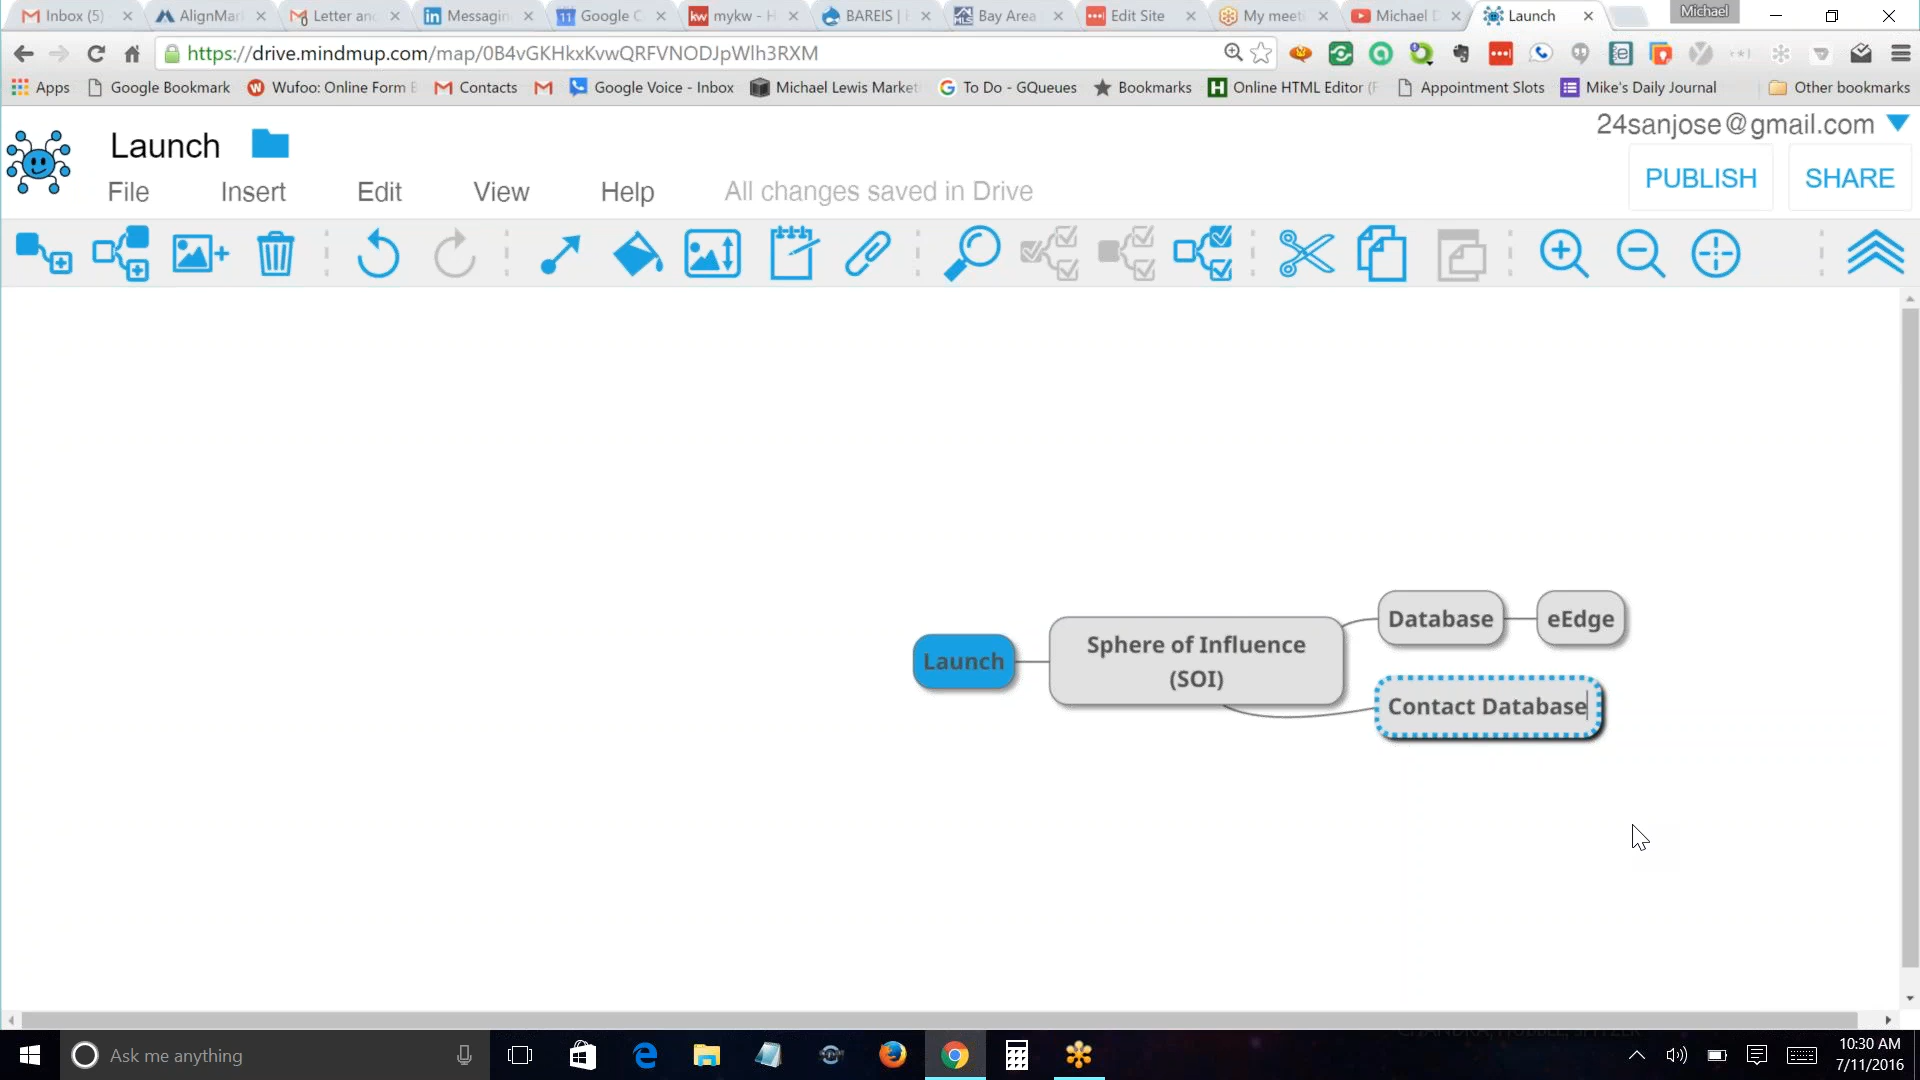 Inbox (5)
AlignMar
Letter an
Messagin
Google C
mykw - H
BAREIS |
Bay Area
Edit Site
My meeti
Michael D
Launch
Michael
https://drive.mindmup.com/map/0B4vGKHkxKvwQRFVNODJpWlh3RXM
Apps
Google Bookmark
Wufoo: Online Form
Contacts
Google Voice - Inbox
Michael Lewis Market
To Do - GQueues
Bookmarks
Online HTML Editor (F
Appointment Slots
Mike's Daily Journal
Other bookmarks
Launch
24sanjose@gmail.com
File
Insert
Edit
View
Help
All changes saved in Drive
PUBLISH
SHARE
Launch
Sphere of Influence
(SOI)
Database
eEdge
Contact Database
Ask me anything
10:30 AM
7/11/2016